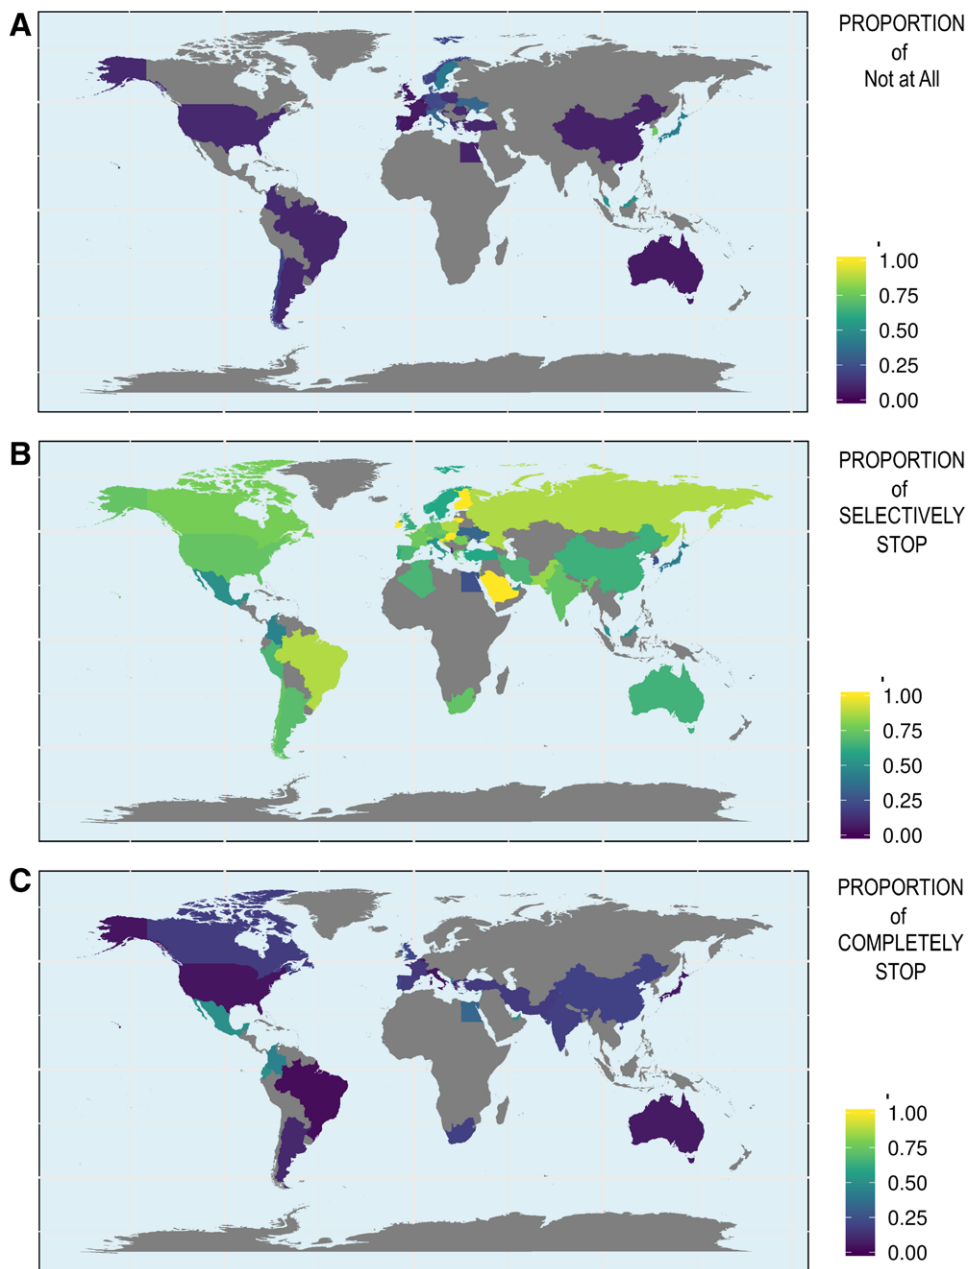 A
PROPORTION
of
Not at All
1.00
0.75
0.50
0.25
0.00
B
PROPORTION
of
SELECTIVELY
STOP
1.00
0.75
0.50
0.25
0.00
C
PROPORTION
of
COMPLETELY
STOP
1.00
0.75
0.50
0.25
0.00